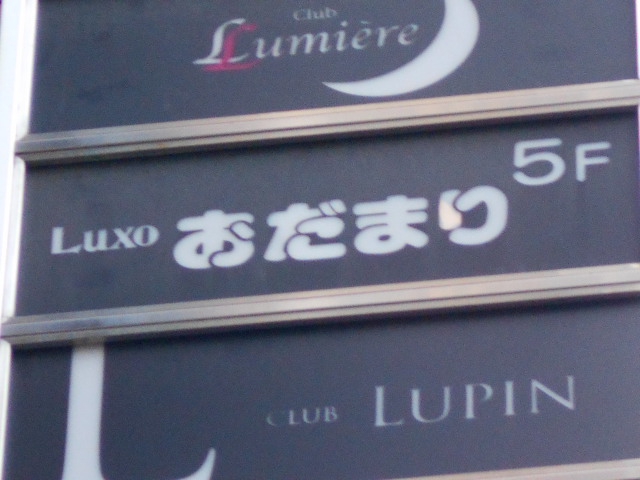 Club
Lumière
Luxo おだまり 5F
CLUB LUPIN